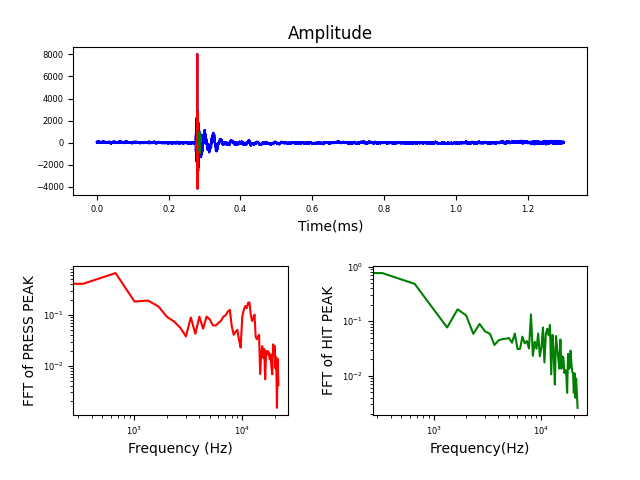 Amplitude
8000
6000
4000
2000
0
−2000
−4000
0.0 0.2 0.4 0.6 0.8 1.0 1.2
Time(ms)
FFT of PRESS PEAK
10⁻¹
10⁻²
10³ 10⁴
Frequency (Hz)
FFT of HIT PEAK
10⁰
10⁻¹
10⁻²
10³ 10⁴
Frequency(Hz)